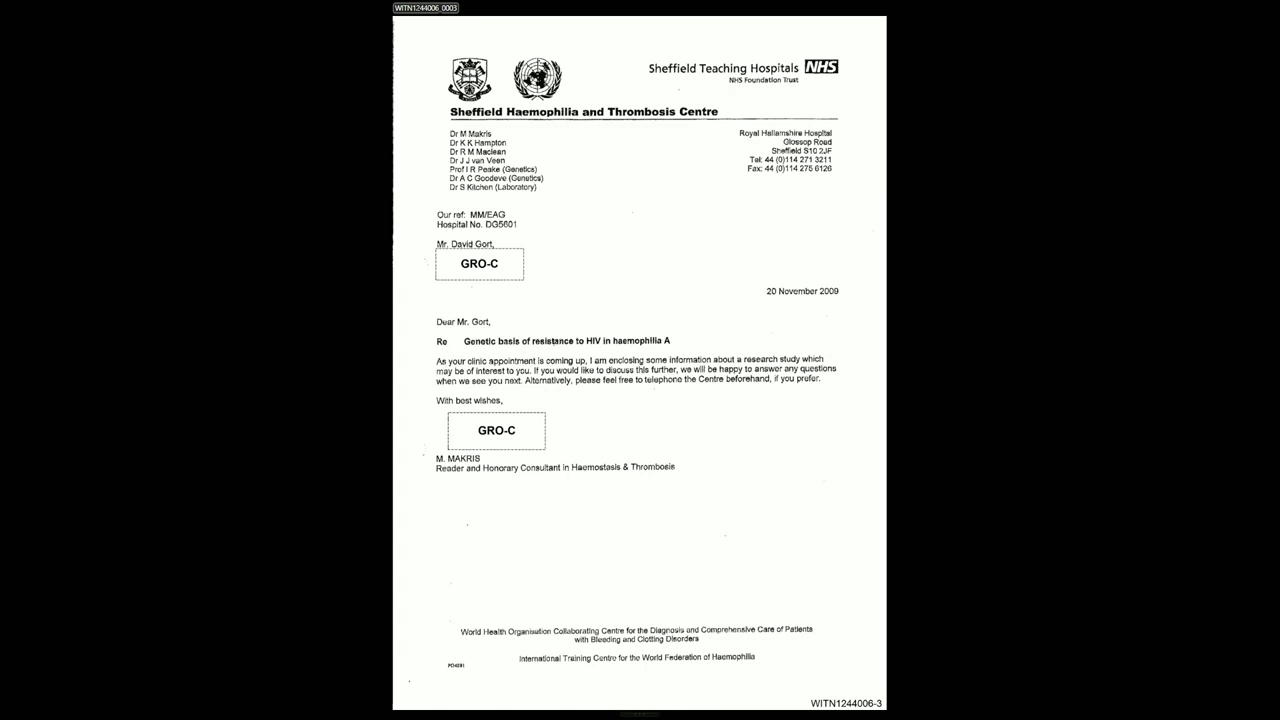 WITN1244006_0003
Sheffield Teaching Hospitals NHS
NHS Foundation Trust
Sheffield Haemophilia and Thrombosis Centre
Dr M Makris
Dr K K Hampton
Dr R M Maclean
Dr J J van Veen
Prof I R Peake (Genetics)
Dr A C Goodeve (Genetics)
Dr S Kitchen (Laboratory)
Royal Hallamshire Hospital
Glossop Road
Sheffield S10 2JF
Tel: 44 (0)114 271 3211
Fax: 44 (0)114 275 6126
Our ref: MM/EAG
Hospital No. DG5601
Mr. David Gort,
GRO-C
20 November 2009
Dear Mr. Gort,
Re Genetic basis of resistance to HIV in haemophilia A
As your clinic appointment is coming up, I am enclosing some information about a research study which
may be of interest to you. If you would like to discuss this further, we will be happy to answer any questions
when we see you next. Alternatively, please feel free to telephone the Centre beforehand, if you prefer.
With best wishes,
GRO-C
M. MAKRIS
Reader and Honorary Consultant in Haemostasis & Thrombosis
World Health Organisation Collaborating Centre for the Diagnosis and Comprehensive Care of Patients
with Bleeding and Clotting Disorders
International Training Centre for the World Federation of Haemophilia
PD4281
WITN1244006-3